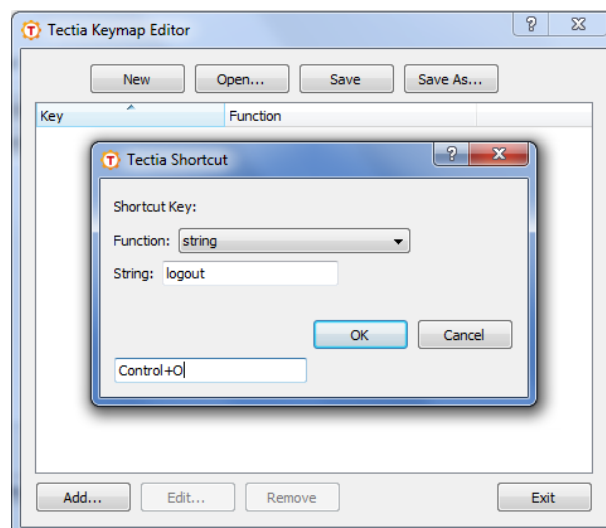 Tectia Keymap Editor
New Open... Save Save As...
Key Function
Tectia Shortcut
Shortcut Key:
Function: string
String: logout
OK Cancel
Control+O
Add... Edit... Remove Exit